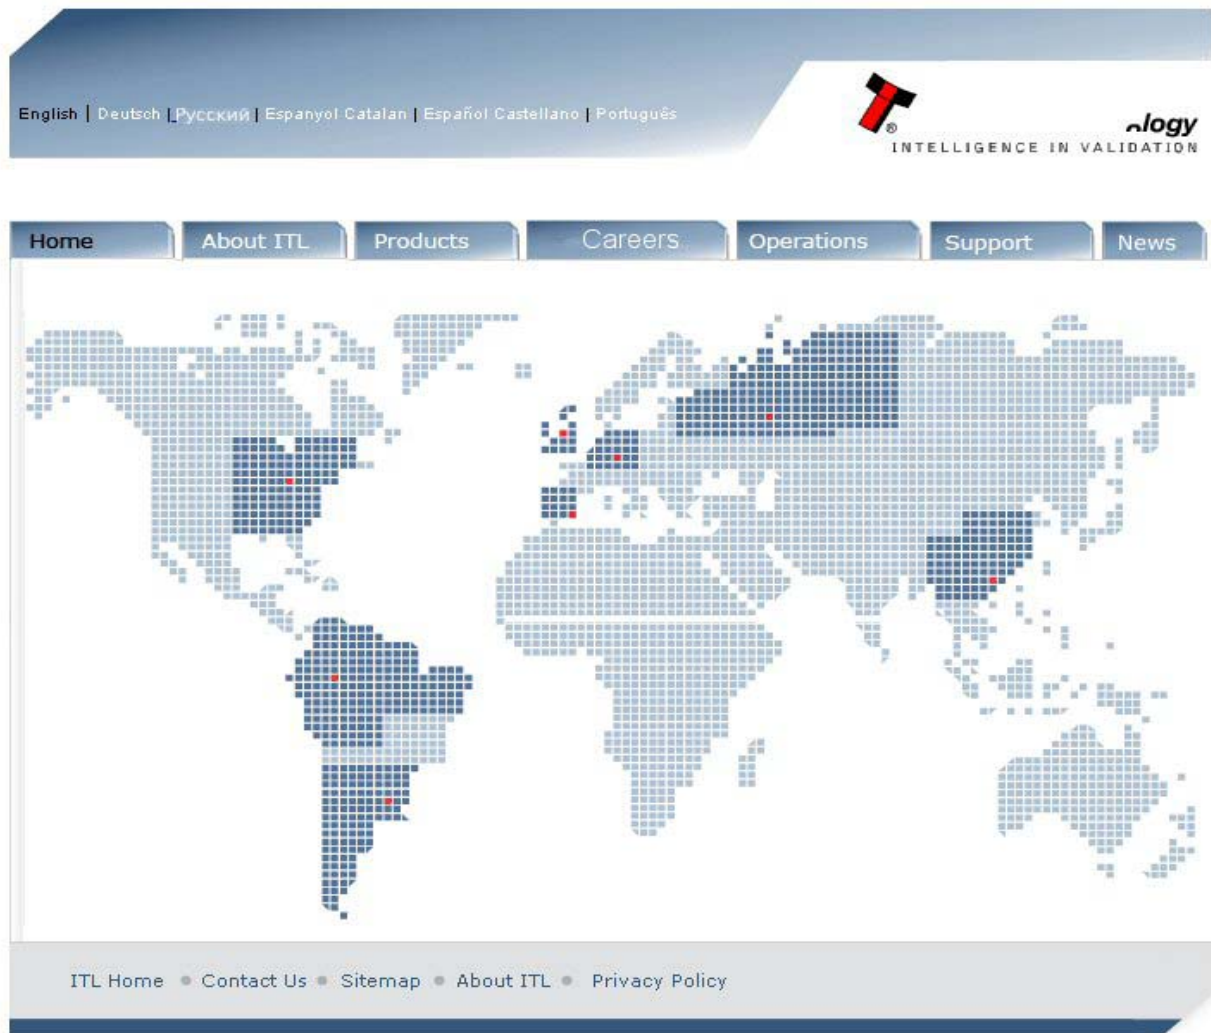 English | Deutsch | Русский | Espanyol Catalan | Español Castellano | Português
ology
INTELLIGENCE IN VALIDATION
Home About ITL Products Careers Operations Support News
ITL Home • Contact Us • Sitemap • About ITL • Privacy Policy